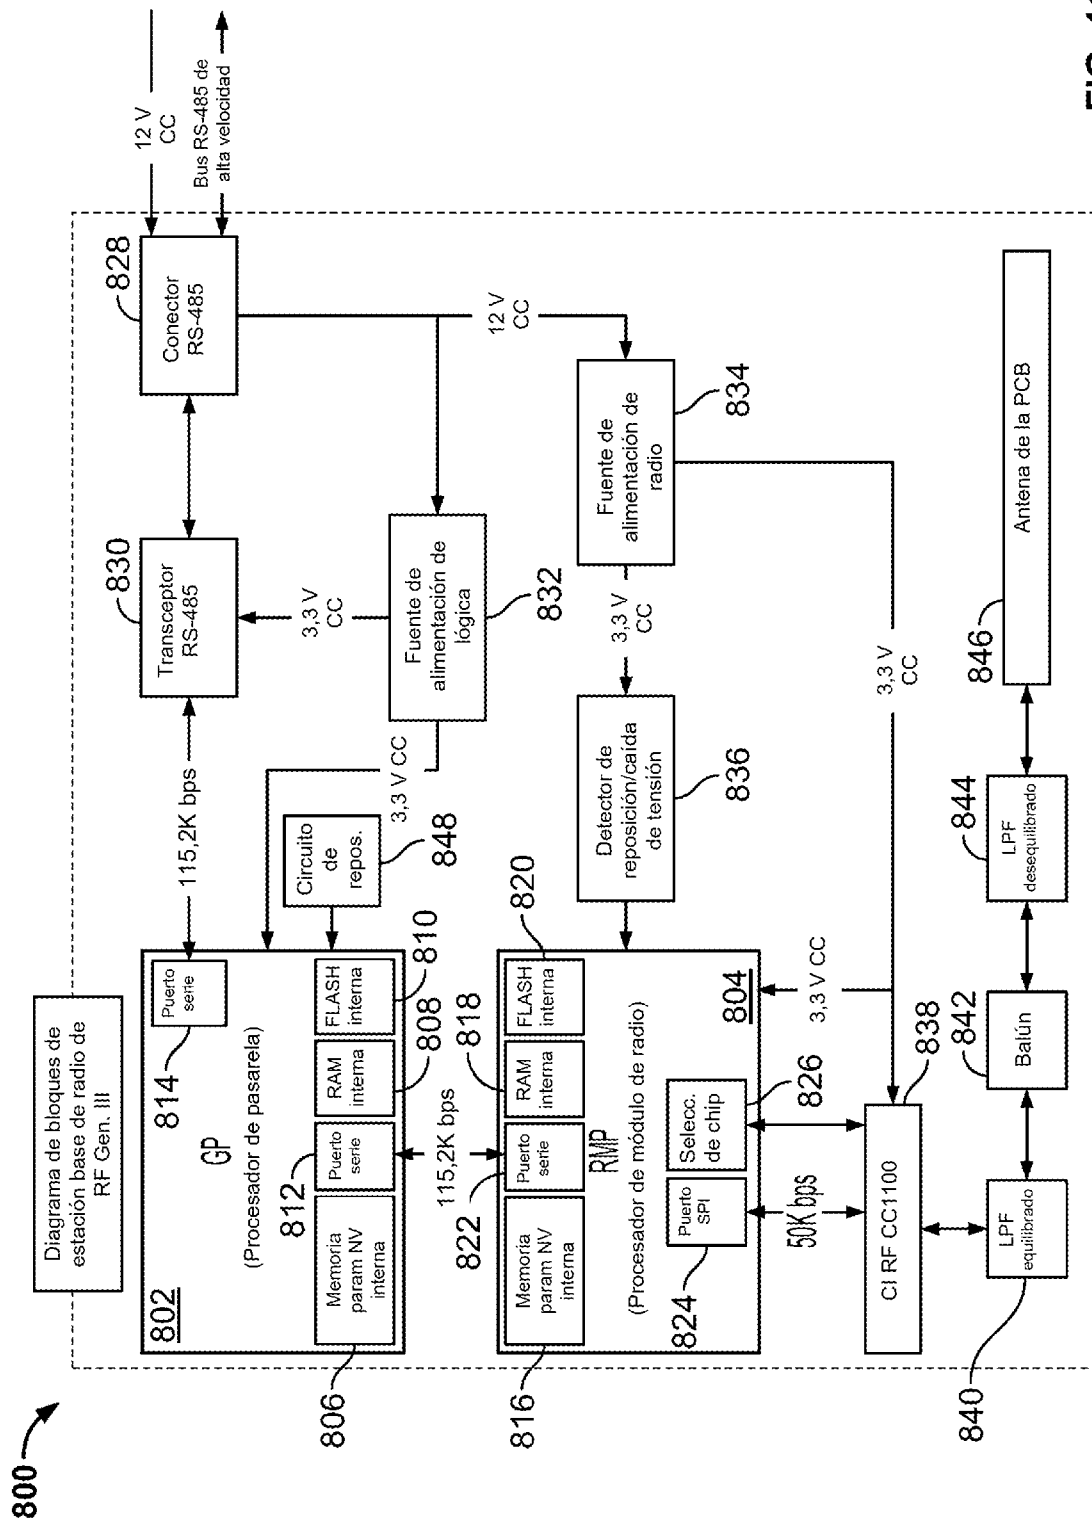 800
Diagrama de bloques de
estación base de radio de
RF Gen. III
802
GP
(Procesador de pasarela)
814
Puerto
serie
115,2K bps
830
Transceptor
RS-485
828
Conector
RS-485
12 V
CC
Bus RS-485 de
alta velocidad
806
Memoria
param NV
interna
812
Puerto
serie
RAM
interna
808
FLASH
interna
810
Circuito
de
repos.
848
3,3 V CC
3,3 V
CC
Fuente de
alimentación de
lógica
832
12 V
CC
115,2K bps
816
Memoria
param NV
interna
822
Puerto
serie
818
RAM
interna
FLASH
interna
820
RMP
(Procesador de módulo de radio)
804
824
Puerto
SPI
Selecc.
de chip
826
Detector de
reposición/caída
de tensión
836
3,3 V
CC
Fuente de
alimentación de
radio
834
50K bps
3,3 V CC
3,3 V
CC
CI RF CC1100
838
840
LPF
equilibrado
Balún
842
LPF
desequilibrado
844
Antena de la PCB
846
FIG.